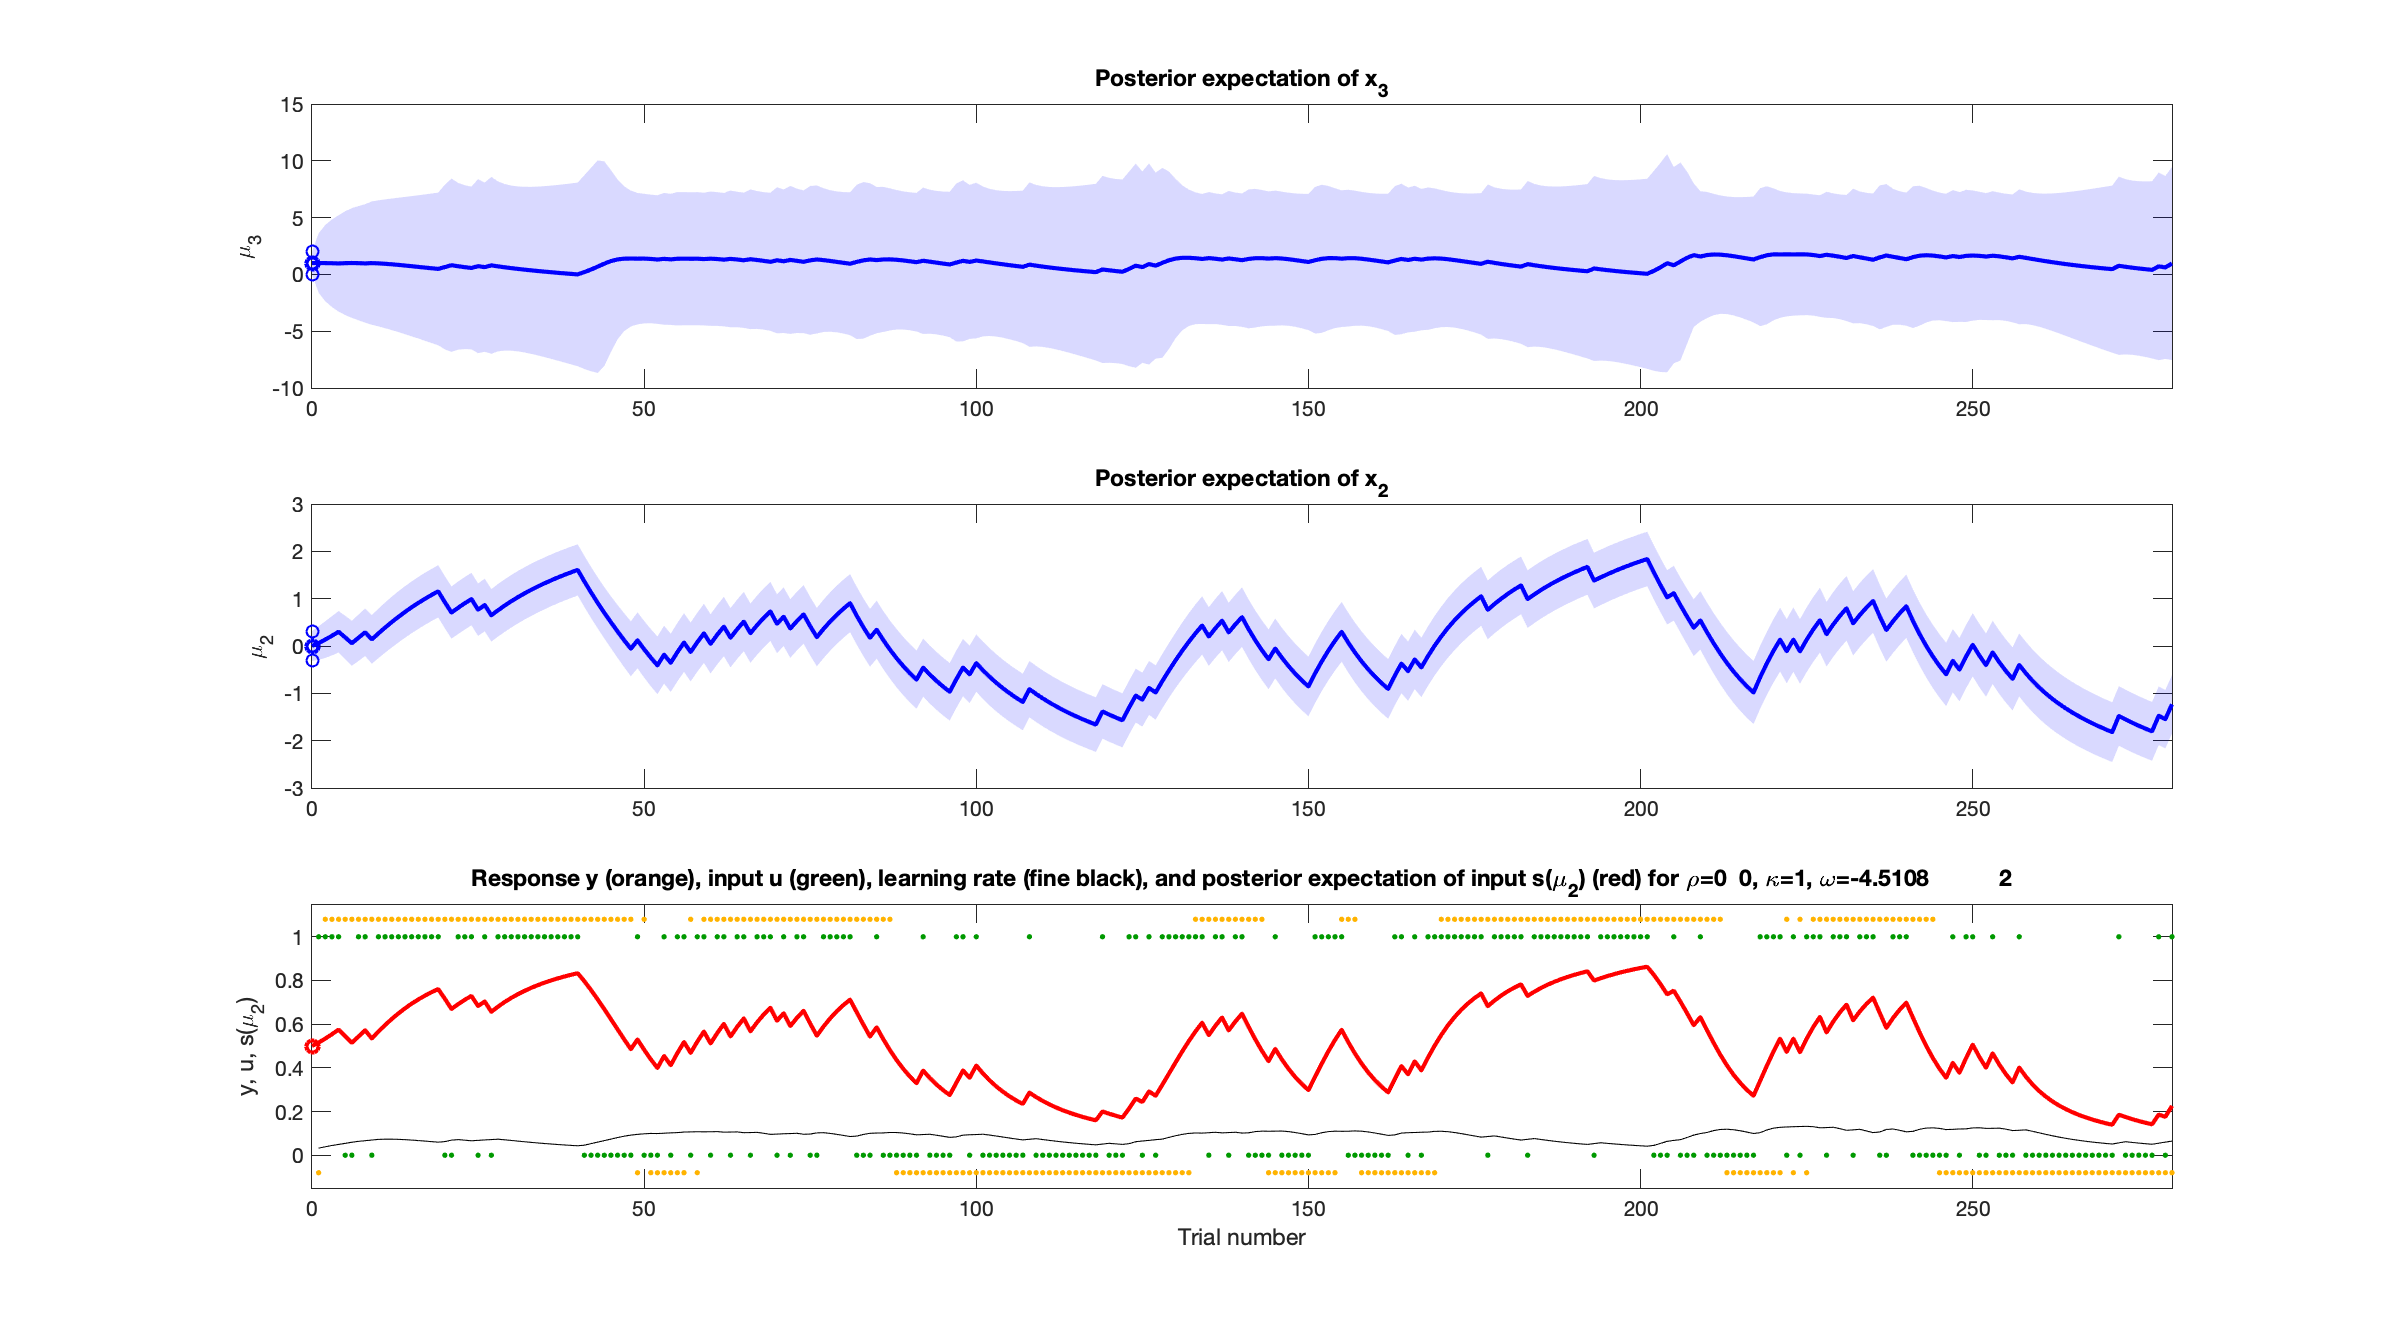 Posterior expectation of x₃
15
10
5
0
-5
-10
μ₃
0 50 100 150 200 250
Posterior expectation of x₂
3
2
1
0
-1
-2
-3
μ₂
0 50 100 150 200 250
Response y (orange), input u (green), learning rate (fine black), and posterior expectation of input s(μ₂) (red) for ρ=0 0, κ=1, ω=-4.5108 2
1
0.8
0.6
0.4
0.2
0
y, u, s(μ₂)
0 50 100 150 200 250
Trial number